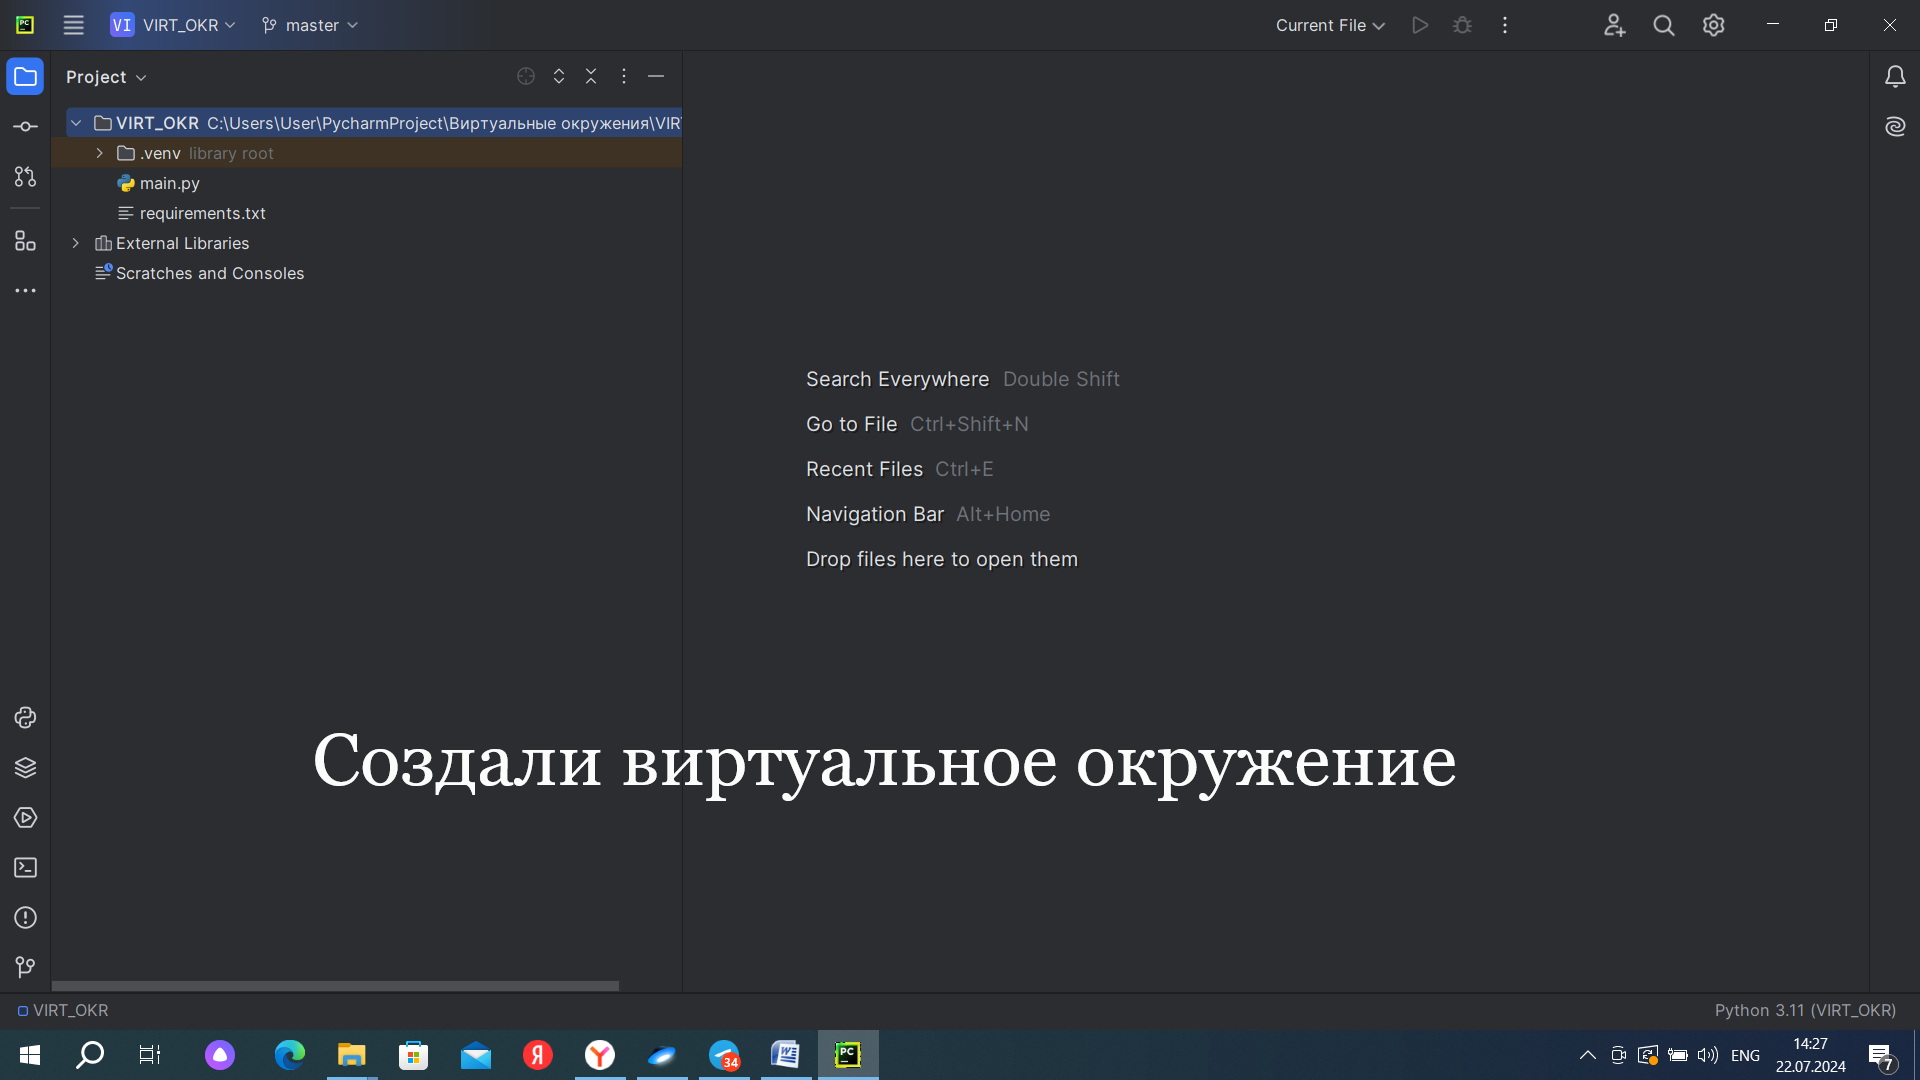 VI VIRT_OKR master Current File
Project
VIRT_OKR C:\Users\User\PycharmProject\Виртуальные окружения\VIR
.venv library root
main.py
requirements.txt
External Libraries
Scratches and Consoles
Search Everywhere Double Shift
Go to File Ctrl+Shift+N
Recent Files Ctrl+E
Navigation Bar Alt+Home
Drop files here to open them
Создали виртуальное окружение
VIRT_OKR Python 3.11 (VIRT_OKR)
34 ENG 14:27
22.07.2024 7